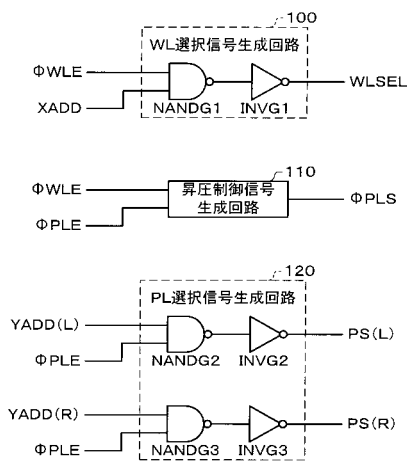 100
WL選択信号生成回路
ΦWLE
WLSEL
XADD
NANDG1 INVG1
110
ΦWLE
昇圧制御信号
生成回路
ΦPLS
ΦPLE
120
PL選択信号生成回路
YADD(L)
PS(L)
ΦPLE
NANDG2 INVG2
YADD(R)
PS(R)
ΦPLE
NANDG3 INVG3